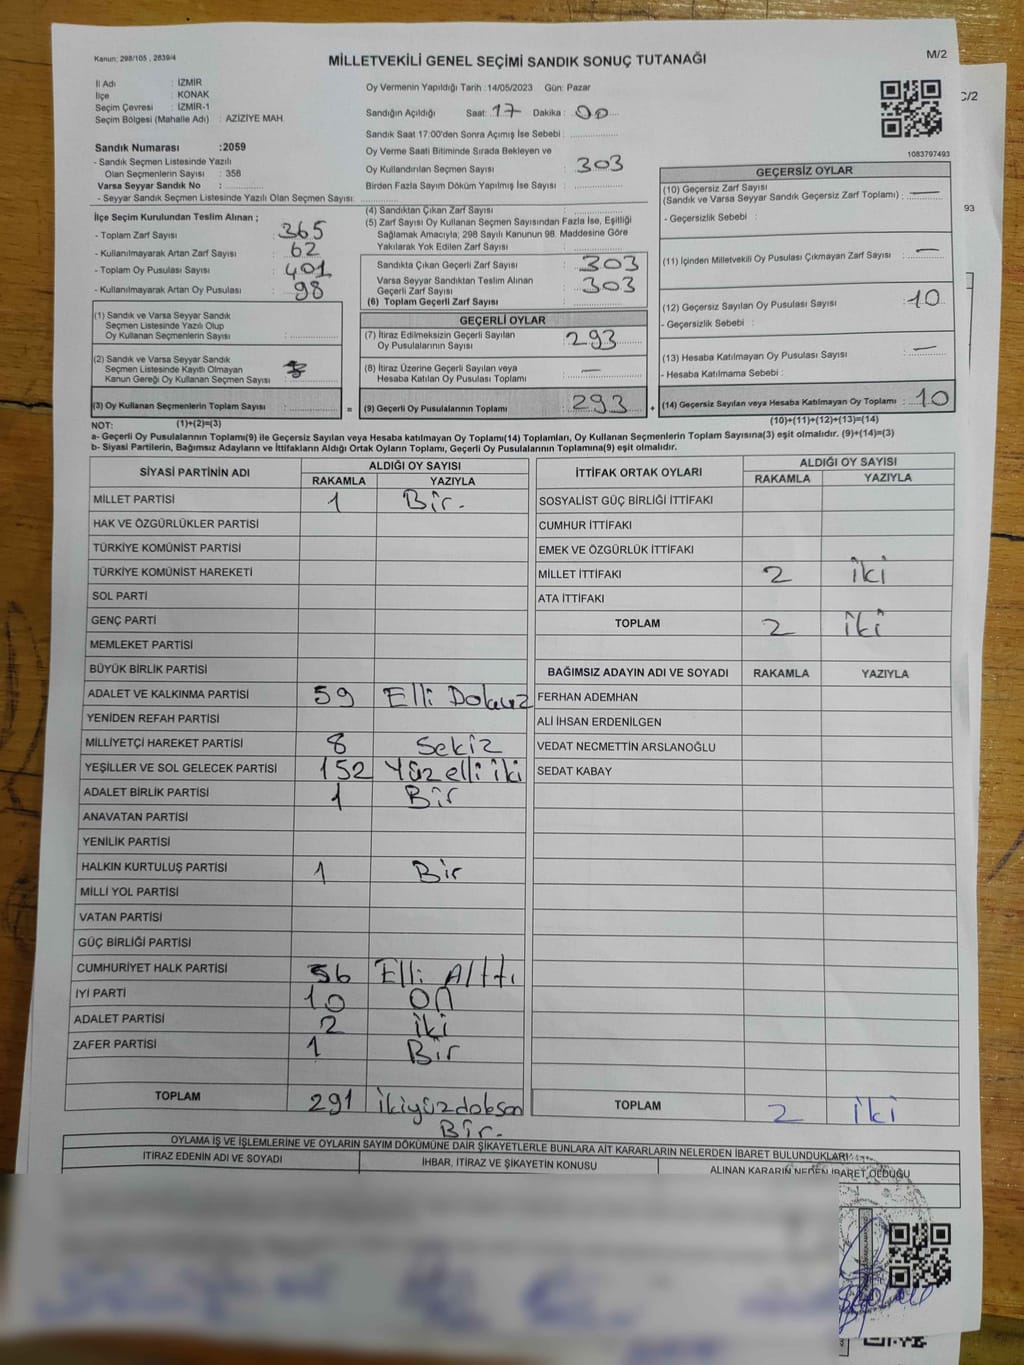 Kanun: 298/105 , 2839/4
MİLLETVEKİLİ GENEL SEÇİMİ SANDIK SONUÇ TUTANAĞI
M/2
C/2
İl Adı : İZMİR
İlçe : KONAK
Seçim Çevresi : İZMİR-1
Seçim Bölgesi (Mahalle Adı) : AZİZİYE MAH.
Oy Vermenin Yapıldığı Tarih :14/05/2023 Gün: Pazar
Sandığın Açıldığı Saat: 17 Dakika : 00
Sandık Saat 17:00'den Sonra Açımış İse Sebebi :
Oy Verme Saati Bitiminde Sırada Bekleyen ve
Oy Kullandırılan Seçmen Sayısı : 303
Birden Fazla Sayım Döküm Yapılmış İse Sayısı :
1083797493
93
Sandık Numarası :2059
- Sandık Seçmen Listesinde Yazılı
Olan Seçmenlerin Sayısı : 358
Varsa Seyyar Sandık No :
- Seyyar Sandık Seçmen Listesinde Yazılı Olan Seçmen Sayısı:
İlçe Seçim Kurulundan Teslim Alınan ;
- Toplam Zarf Sayısı : 365
- Kullanılmayarak Artan Zarf Sayısı : 62
- Toplam Oy Pusulası Sayısı : 401
- Kullanılmayarak Artan Oy Pusulası : 98
(1) Sandık ve Varsa Seyyar Sandık
Seçmen Listesinde Yazılı Olup
Oy Kullanan Seçmenlerin Sayısı :
(2) Sandık ve Varsa Seyyar Sandık
Seçmen Listesinde Kayıtlı Olmayan
Kanun Gereği Oy Kullanan Seçmen Sayısı :
(3) Oy Kullanan Seçmenlerin Toplam Sayısı :
(1)+(2)=(3)
(4) Sandıktan Çıkan Zarf Sayısı :
(5) Zarf Sayısı Oy Kullanan Seçmen Sayısından Fazla İse, Eşitliği
Sağlamak Amacıyla; 298 Sayılı Kanunun 98. Maddesine Göre
Yakılarak Yok Edilen Zarf Sayısı :
Sandıkta Çıkan Geçerli Zarf Sayısı : 303
Varsa Seyyar Sandıktan Teslim Alınan
Geçerli Zarf Sayısı : 303
(6) Toplam Geçerli Zarf Sayısı :
GEÇERLİ OYLAR
(7) İtiraz Edilmeksizin Geçerli Sayılan
Oy Pusulalarının Sayısı : 293
(8) İtiraz Üzerine Geçerli Sayılan veya
Hesaba Katılan Oy Pusulası Toplamı : —
= (9) Geçerli Oy Pusulalarının Toplamı : 293
GEÇERSİZ OYLAR
(10) Geçersiz Zarf Sayısı
(Sandık ve Varsa Seyyar Sandık Geçersiz Zarf Toplamı) : —
- Geçersizlik Sebebi :
(11) İçinden Milletvekili Oy Pusulası Çıkmayan Zarf Sayısı : —
(12) Geçersiz Sayılan Oy Pusulası Sayısı : 10
- Geçersizlik Sebebi :
(13) Hesaba Katılmayan Oy Pusulası Sayısı : —
- Hesaba Katılmama Sebebi :
+ (14) Geçersiz Sayılan veya Hesaba Katılmayan Oy Toplamı : 10
(10)+(11)+(12)+(13)=(14)
NOT:
a- Geçerli Oy Pusulalarının Toplamı(9) ile Geçersiz Sayılan veya Hesaba katılmayan Oy Toplamı(14) Toplamları, Oy Kullanan Seçmenlerin Toplam Sayısına(3) eşit olmalıdır. (9)+(14)=(3)
b- Siyasi Partilerin, Bağımsız Adayların ve İttifakların Aldığı Ortak Oyların Toplamı, Geçerli Oy Pusulalarının Toplamına(9) eşit olmalıdır.
SİYASİ PARTİNİN ADI ALDIĞI OY SAYISI
RAKAMLA YAZIYLA
MİLLET PARTİSİ 1 Bir.
HAK VE ÖZGÜRLÜKLER PARTİSİ
TÜRKİYE KOMÜNİST PARTİSİ
TÜRKİYE KOMÜNİST HAREKETİ
SOL PARTİ
GENÇ PARTİ
MEMLEKET PARTİSİ
BÜYÜK BİRLİK PARTİSİ
ADALET VE KALKINMA PARTİSİ 59 Elli Dokuz
YENİDEN REFAH PARTİSİ
MİLLİYETÇİ HAREKET PARTİSİ 8 Sekiz
YEŞİLLER VE SOL GELECEK PARTİSİ 152 Yüz elli iki
ADALET BİRLİK PARTİSİ 1 Bir
ANAVATAN PARTİSİ
YENİLİK PARTİSİ
HALKIN KURTULUŞ PARTİSİ 1 Bir
MİLLİ YOL PARTİSİ
VATAN PARTİSİ
GÜÇ BİRLİĞİ PARTİSİ
CUMHURİYET HALK PARTİSİ 56 Elli Altı
İYİ PARTİ 10 ON
ADALET PARTİSİ 2 iki
ZAFER PARTİSİ 1 Bir
TOPLAM 291 ikiyüzdoksan
Bir.
İTTİFAK ORTAK OYLARI ALDIĞI OY SAYISI
RAKAMLA YAZIYLA
SOSYALİST GÜÇ BİRLİĞİ İTTİFAKI
CUMHUR İTTİFAKI
EMEK VE ÖZGÜRLÜK İTTİFAKI
MİLLET İTTİFAKI 2 iki
ATA İTTİFAKI
TOPLAM 2 iki
BAĞIMSIZ ADAYIN ADI VE SOYADI RAKAMLA YAZIYLA
FERHAN ADEMHAN
ALİ İHSAN ERDENİLGEN
VEDAT NECMETTİN ARSLANOĞLU
SEDAT KABAY
TOPLAM 2 iki
OYLAMA İŞ VE İŞLEMLERİNE VE OYLARIN SAYIM DÖKÜMÜNE DAİR ŞİKAYETLERLE BUNLARA AİT KARARLARIN NELERDEN İBARET BULUNDUKLARI
İTİRAZ EDENİN ADI VE SOYADI İHBAR, İTİRAZ VE ŞİKAYETİN KONUSU ALINAN KARARIN NEDEN İBARET OLDUĞU